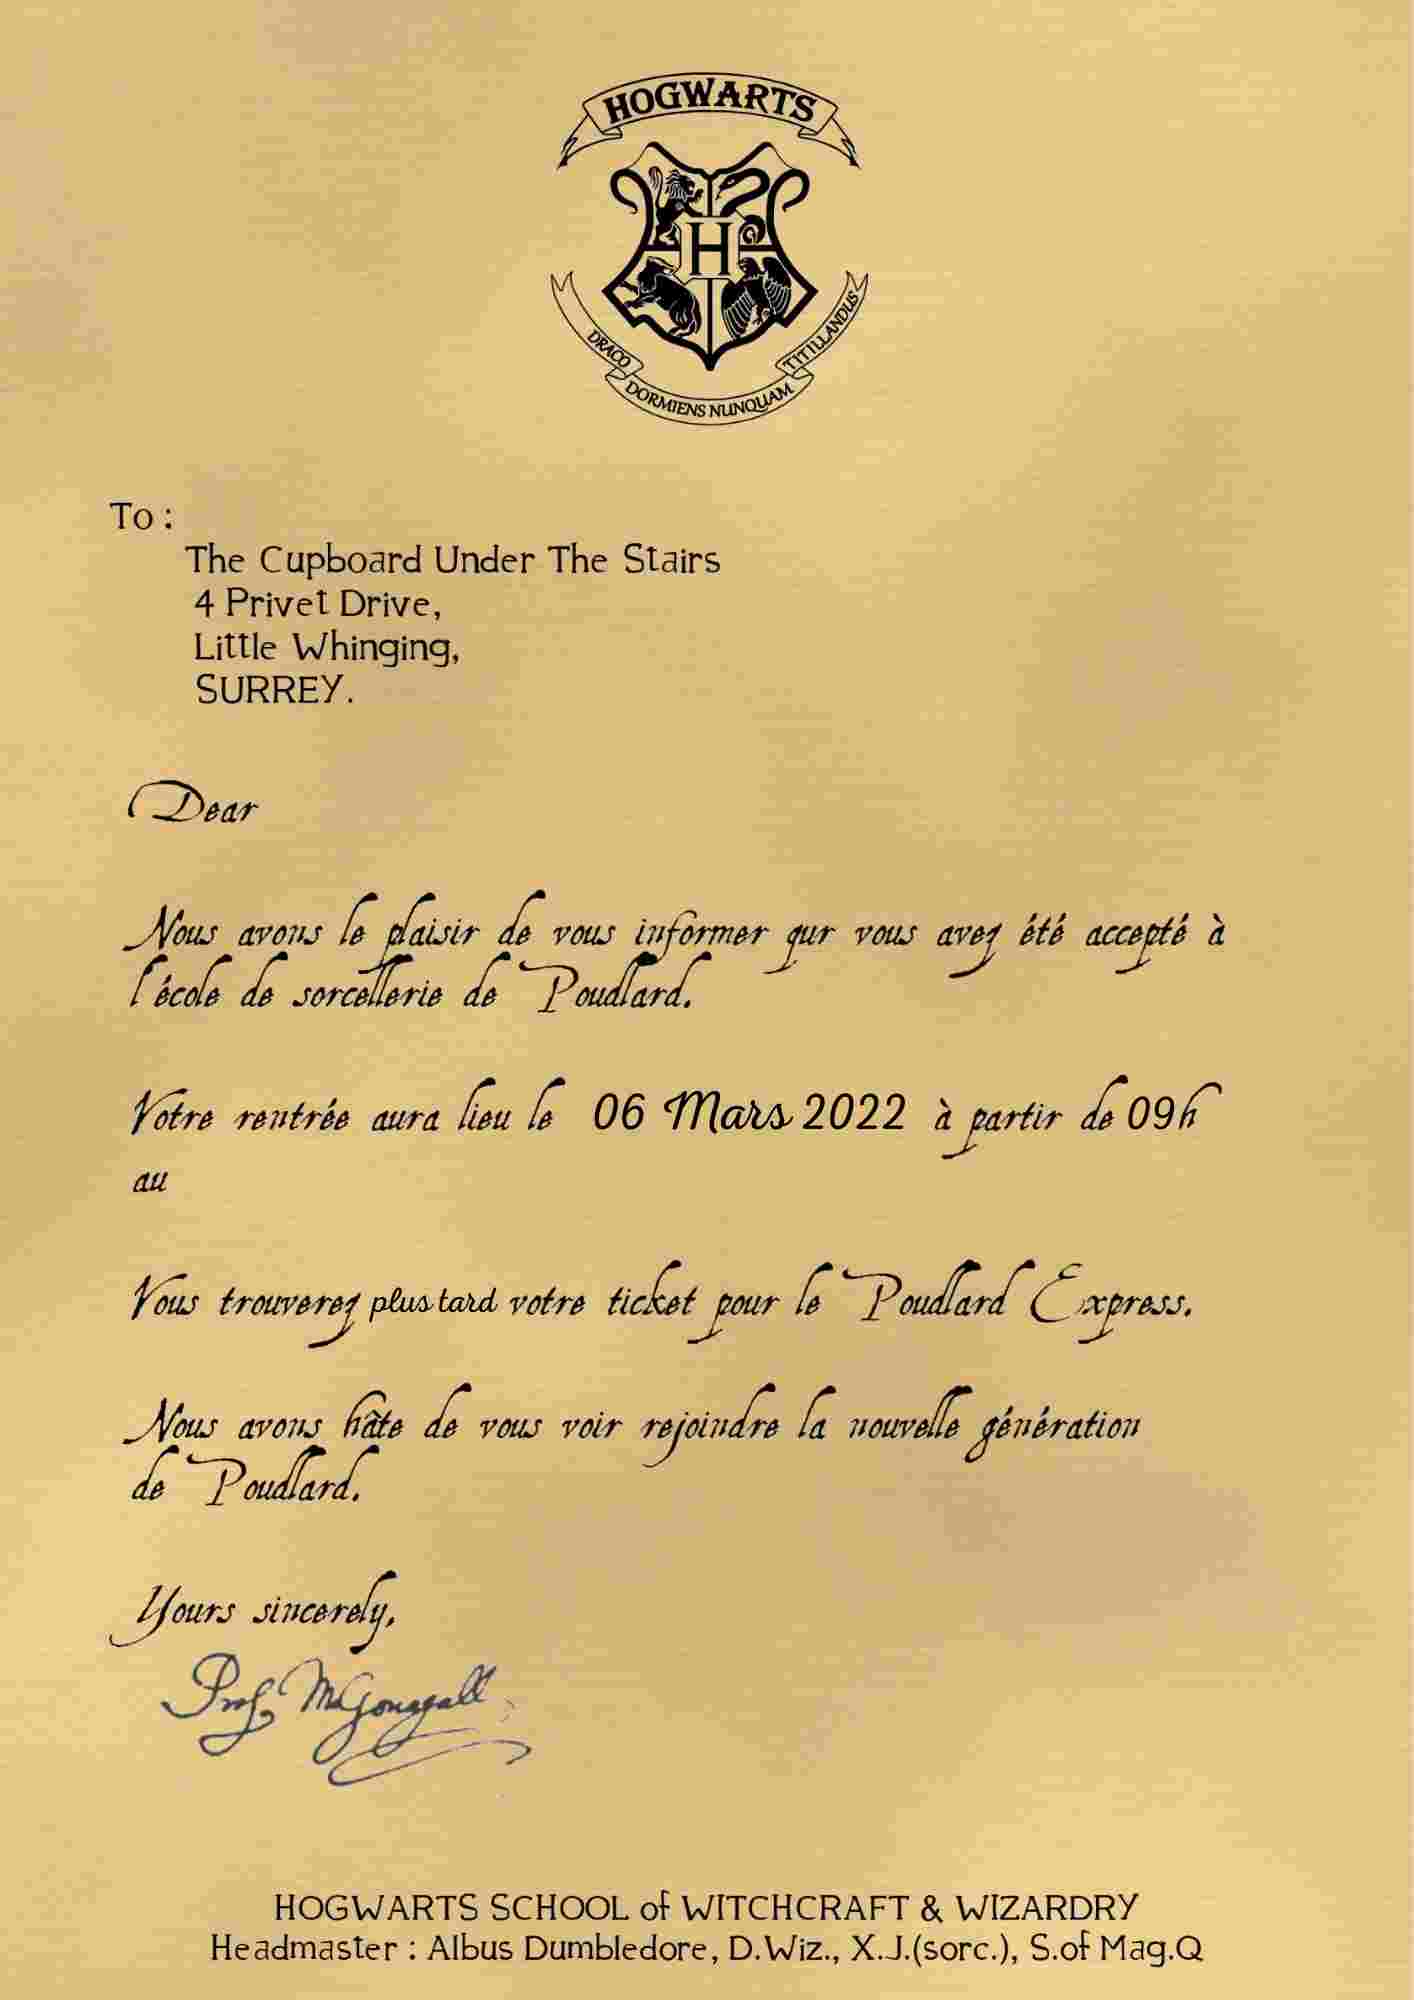 HOGWARTS
H
DRACO DORMIENS NUNQUAM TITILLANDUS
To :
The Cupboard Under The Stairs
4 Privet Drive,
Little Whinging,
SURREY.
Dear
Nous avons le plaisir de vous informer qur vous avez été accepté à
l'école de sorcellerie de Poudlard.
Votre rentrée aura lieu le 06 Mars 2022 à partir de 09h
au
Vous trouverez plus tard votre ticket pour le Poudlard Express.
Nous avons hâte de vous voir rejoindre la nouvelle génération
de Poudlard.
Yours sincerely,
Prof. McGonagall
HOGWARTS SCHOOL of WITCHCRAFT & WIZARDRY
Headmaster : Albus Dumbledore, D.Wiz., X.J.(sorc.), S.of Mag.Q